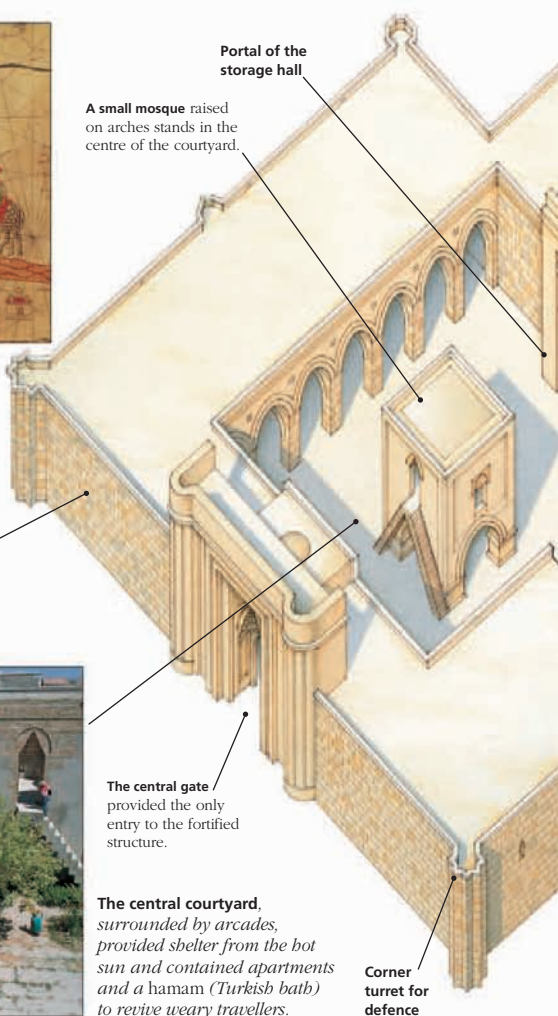 Portal of the
storage hall
A small mosque raised
on arches stands in the
centre of the courtyard.
The central gate
provided the only
entry to the fortified
structure.
The central courtyard,
surrounded by arcades,
provided shelter from the hot
sun and contained apartments
and a hamam (Turkish bath)
to revive weary travellers.
Corner
turret for
defence